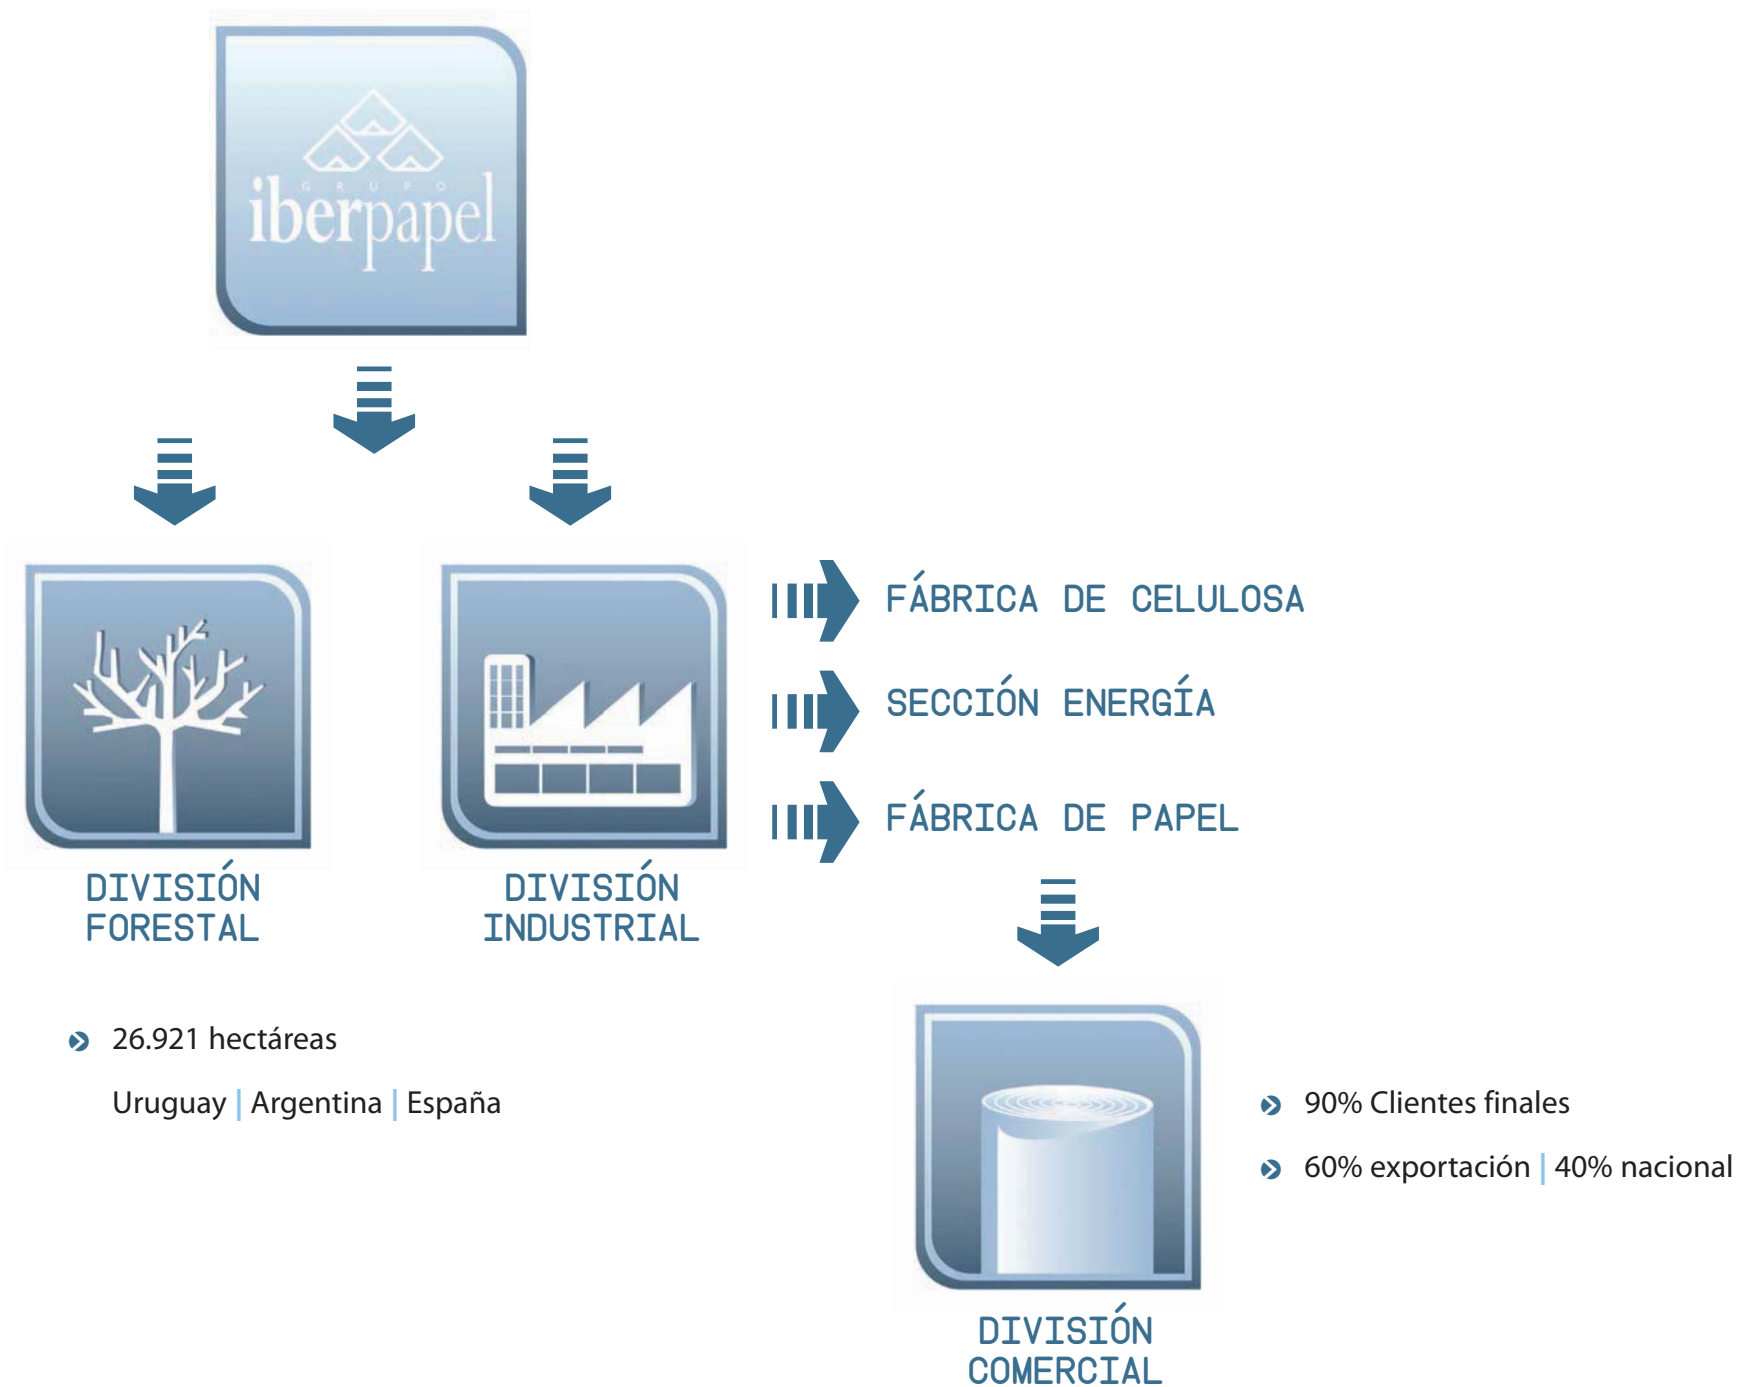 GRUPO
iberpapel
FÁBRICA DE CELULOSA
SECCIÓN ENERGÍA
FÁBRICA DE PAPEL
DIVISIÓN
FORESTAL
DIVISIÓN
INDUSTRIAL
26.921 hectáreas
Uruguay | Argentina | España
90% Clientes finales
60% exportación | 40% nacional
DIVISIÓN
COMERCIAL